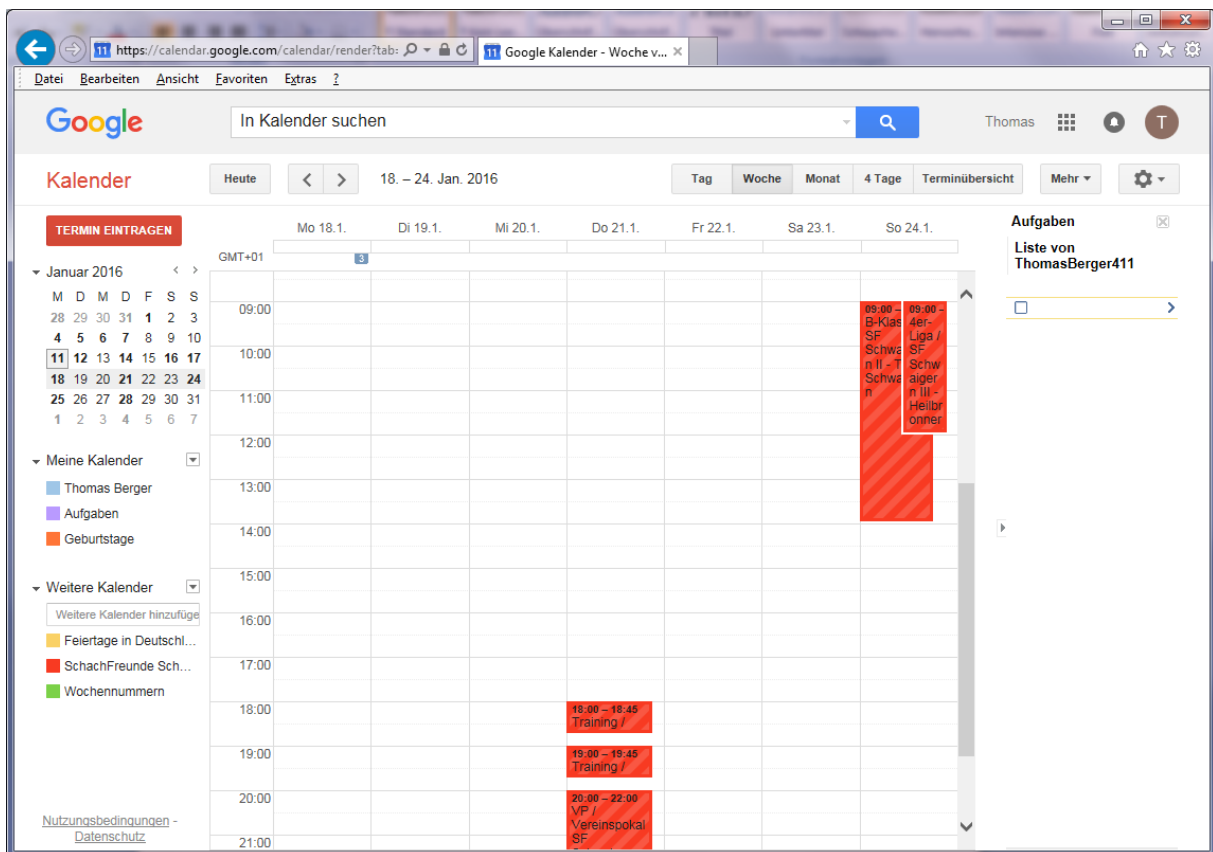 https://calendar.google.com/calendar/render?tab:
11 Google Kalender - Woche v...
Datei Bearbeiten Ansicht Favoriten Extras ?
Google
In Kalender suchen
Thomas
T
Kalender
Heute
18. – 24. Jan. 2016
Tag Woche Monat 4 Tage Terminübersicht
Mehr
TERMIN EINTRAGEN
Januar 2016
M D M D F S S
28 29 30 31 1 2 3
4 5 6 7 8 9 10
11 12 13 14 15 16 17
18 19 20 21 22 23 24
25 26 27 28 29 30 31
1 2 3 4 5 6 7
Meine Kalender
Thomas Berger
Aufgaben
Geburtstage
Weitere Kalender
Weitere Kalender hinzufüge
Feiertage in Deutschl...
SchachFreunde Sch...
Wochennummern
Nutzungsbedingungen -
Datenschutz
Mo 18.1. Di 19.1. Mi 20.1. Do 21.1. Fr 22.1. Sa 23.1. So 24.1.
GMT+01
3
09:00
10:00
11:00
12:00
13:00
14:00
15:00
16:00
17:00
18:00
19:00
20:00
21:00
18:00 – 18:45
Training /
19:00 – 19:45
Training /
20:00 – 22:00
VP /
Vereinspokal
SF
09:00 –
B-Klas
SF
Schwa
n II - T
Schwa
n
09:00 –
4er-
Liga /
SF
Schw
aiger
n III -
Heilbr
onner
Aufgaben
Liste von
ThomasBerger411